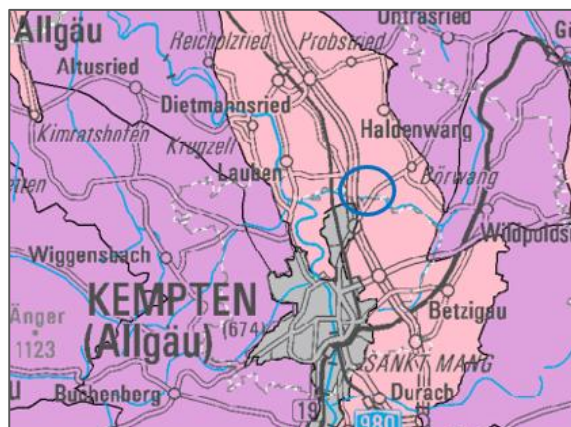 Allgäu
Untrasried
Reicholzried
Probstried
Altusried
Dietmannsried
Haldenwang
Kimratshofen
Krugzell
Lauben
Börwang
Wiggensbach
Wildpolds
KEMPTEN
(Allgäu)
(674)
Betzigau
Änger
1123
SANKT MANG
Buchenberg
Durach
19
980